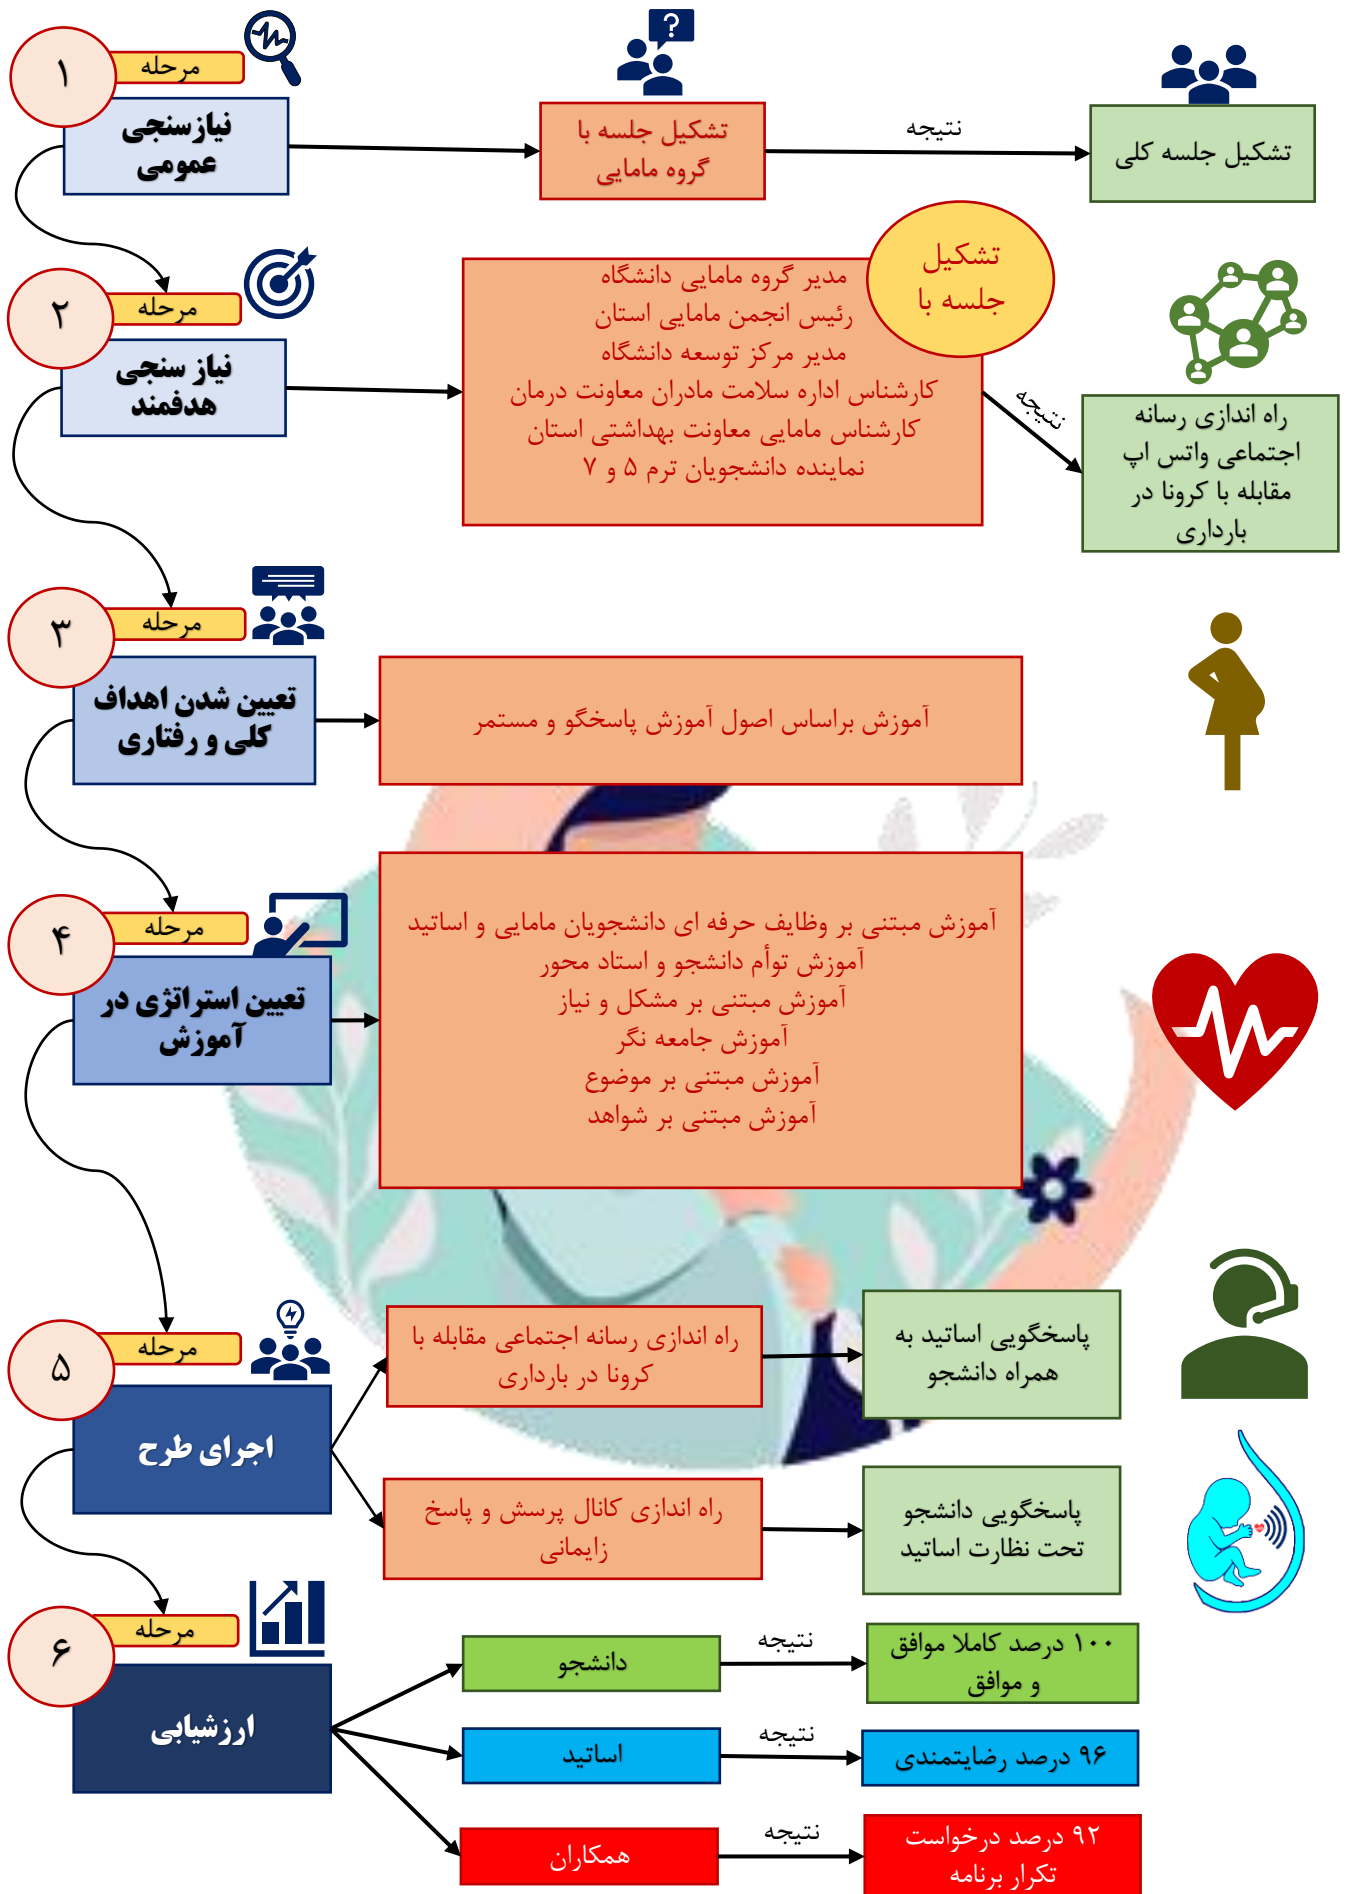 ۱
مرحله
نیازسنجی
عمومی
تشکیل جلسه با
گروه مامایی
نتیجه
تشکیل جلسه کلی
۲
مرحله
نیاز سنجی
هدفمند
تشکیل
جلسه با
مدیر گروه مامایی دانشگاه
رئیس انجمن مامایی استان
مدیر مرکز توسعه دانشگاه
کارشناس اداره سلامت مادران معاونت درمان
کارشناس مامایی معاونت بهداشتی استان
نماینده دانشجویان ترم ۵ و ۷
نتیجه
راه اندازی رسانه
اجتماعی واتس اپ
مقابله با کرونا در
بارداری
۳
مرحله
تعیین شدن اهداف
کلی و رفتاری
آموزش براساس اصول آموزش پاسخگو و مستمر
۴
مرحله
تعیین استراتژی در
آموزش
آموزش مبتنی بر وظایف حرفه ای دانشجویان مامایی و اساتید
آموزش توأم دانشجو و استاد محور
آموزش مبتنی بر مشکل و نیاز
آموزش جامعه نگر
آموزش مبتنی بر موضوع
آموزش مبتنی بر شواهد
۵
مرحله
اجرای طرح
راه اندازی رسانه اجتماعی مقابله با
کرونا در بارداری
پاسخگویی اساتید به
همراه دانشجو
راه اندازی کانال پرسش و پاسخ
زایمانی
پاسخگویی دانشجو
تحت نظارت اساتید
۶
مرحله
ارزشیابی
دانشجو
نتیجه
۱۰۰ درصد کاملا موافق
و موافق
اساتید
نتیجه
۹۶ درصد رضایتمندی
همکاران
نتیجه
۹۲ درصد درخواست
تکرار برنامه